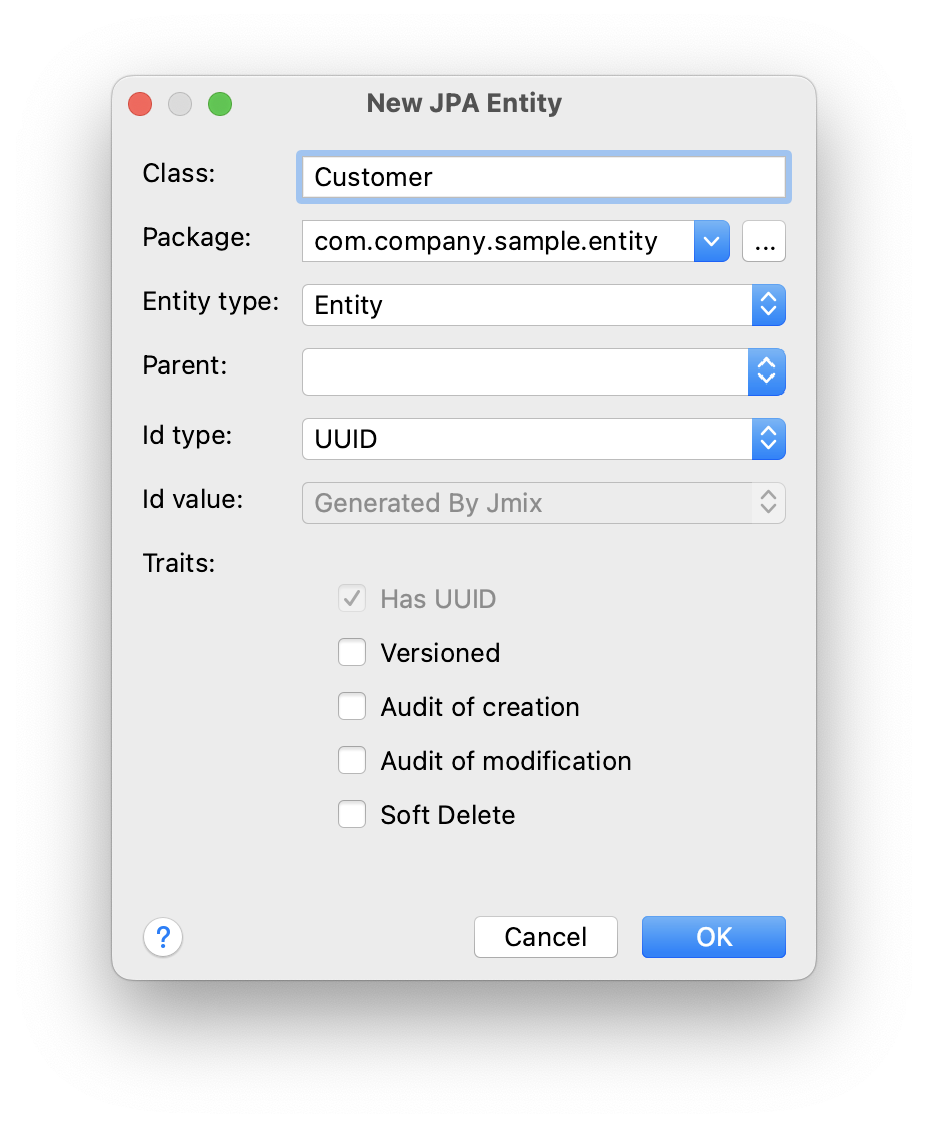 New JPA Entity
Class: Customer
Package: com.company.sample.entity ...
Entity type: Entity
Parent:
Id type: UUID
Id value: Generated By Jmix
Traits:
Has UUID
Versioned
Audit of creation
Audit of modification
Soft Delete
? Cancel OK